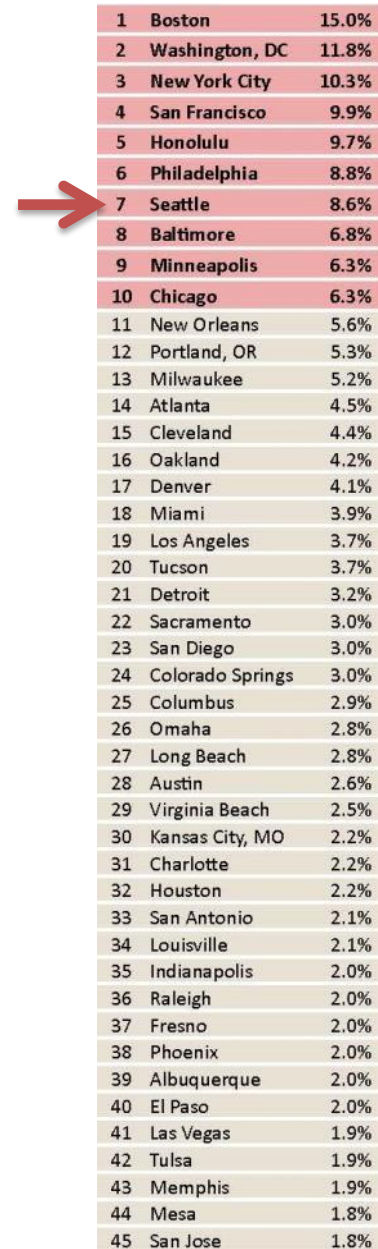 1 Boston 15.0%
2 Washington, DC 11.8%
3 New York City 10.3%
4 San Francisco 9.9%
5 Honolulu 9.7%
6 Philadelphia 8.8%
7 Seattle 8.6%
8 Baltimore 6.8%
9 Minneapolis 6.3%
10 Chicago 6.3%
11 New Orleans 5.6%
12 Portland, OR 5.3%
13 Milwaukee 5.2%
14 Atlanta 4.5%
15 Cleveland 4.4%
16 Oakland 4.2%
17 Denver 4.1%
18 Miami 3.9%
19 Los Angeles 3.7%
20 Tucson 3.7%
21 Detroit 3.2%
22 Sacramento 3.0%
23 San Diego 3.0%
24 Colorado Springs 3.0%
25 Columbus 2.9%
26 Omaha 2.8%
27 Long Beach 2.8%
28 Austin 2.6%
29 Virginia Beach 2.5%
30 Kansas City, MO 2.2%
31 Charlotte 2.2%
32 Houston 2.2%
33 San Antonio 2.1%
34 Louisville 2.1%
35 Indianapolis 2.0%
36 Raleigh 2.0%
37 Fresno 2.0%
38 Phoenix 2.0%
39 Albuquerque 2.0%
40 El Paso 2.0%
41 Las Vegas 1.9%
42 Tulsa 1.9%
43 Memphis 1.9%
44 Mesa 1.8%
45 San Jose 1.8%